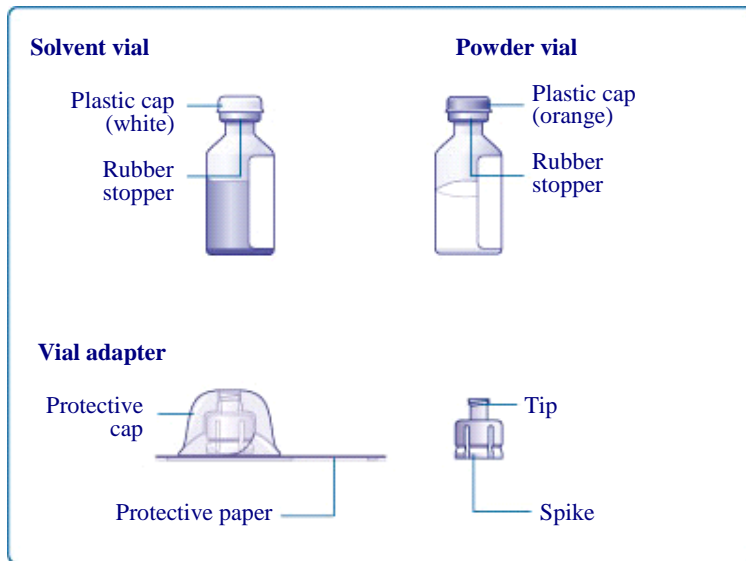 Solvent vial
Plastic cap
(white)
Rubber
stopper
Powder vial
Plastic cap
(orange)
Rubber
stopper
Vial adapter
Protective
cap
Protective paper
Tip
Spike